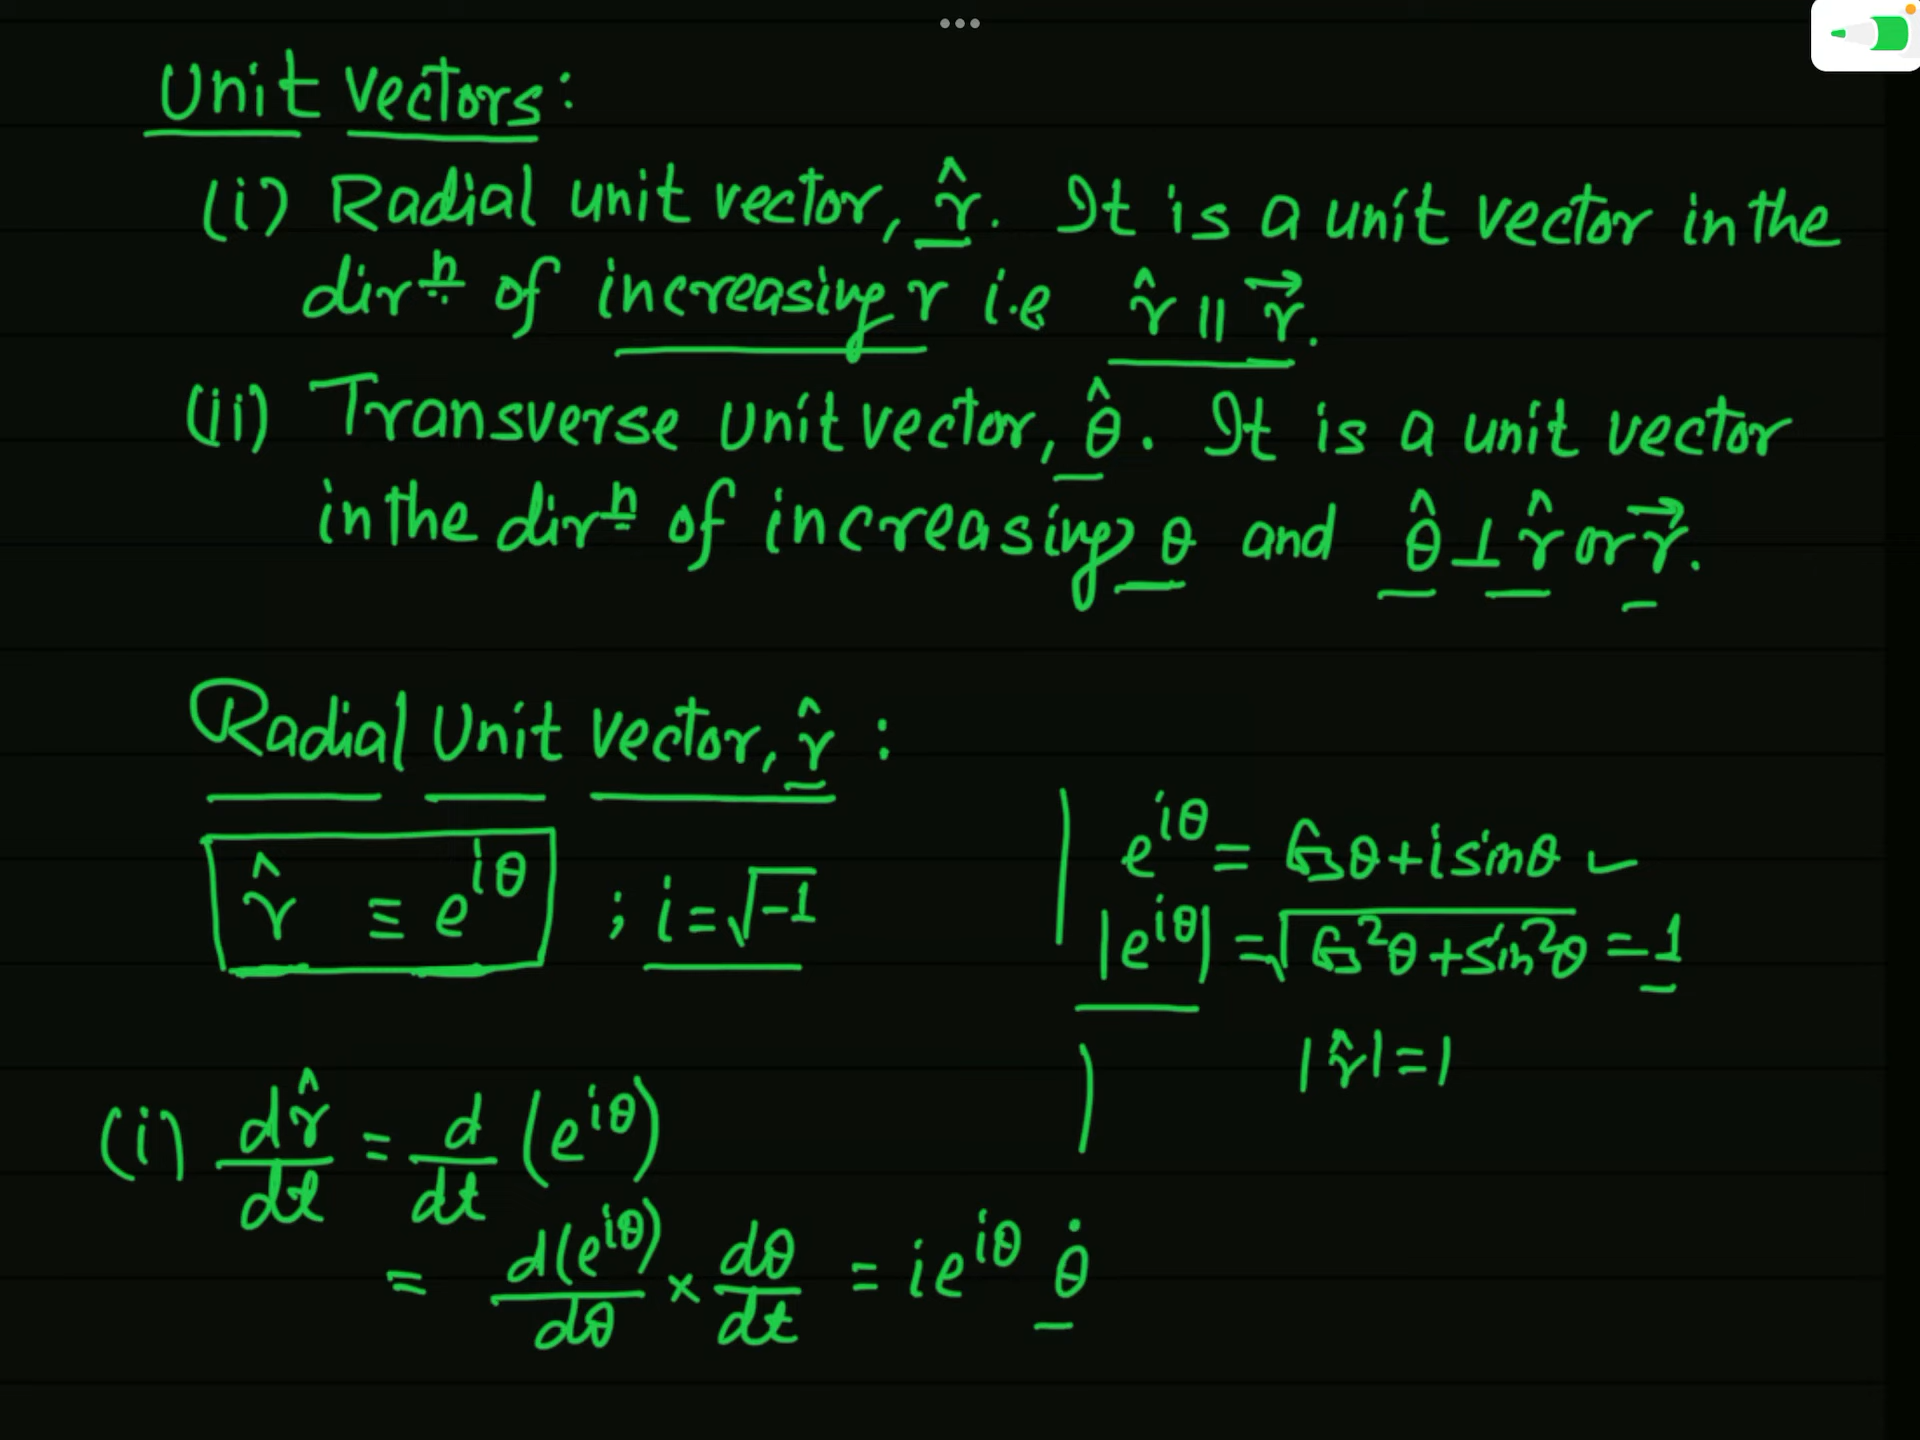 Unit vectors:
(i) Radial unit vector, r̂. It is a unit vector in the
dirⁿ of increasing r i.e r̂ || r⃗.
(ii) Transverse unit vector, θ̂. It is a unit vector
in the dirⁿ of increasing θ and θ̂ ⊥ r̂ or r⃗.
Radial Unit vector, r̂ :
r̂ ≡ e^{iθ} ; i = √-1
e^{iθ} = Cosθ + i sinθ ✓
|e^{iθ}| = √(Cos²θ + sin²θ) = 1
|r̂| = 1
(i) dr̂/dt = d/dt (e^{iθ})
= d(e^{iθ})/dθ × dθ/dt = i e^{iθ} θ̇